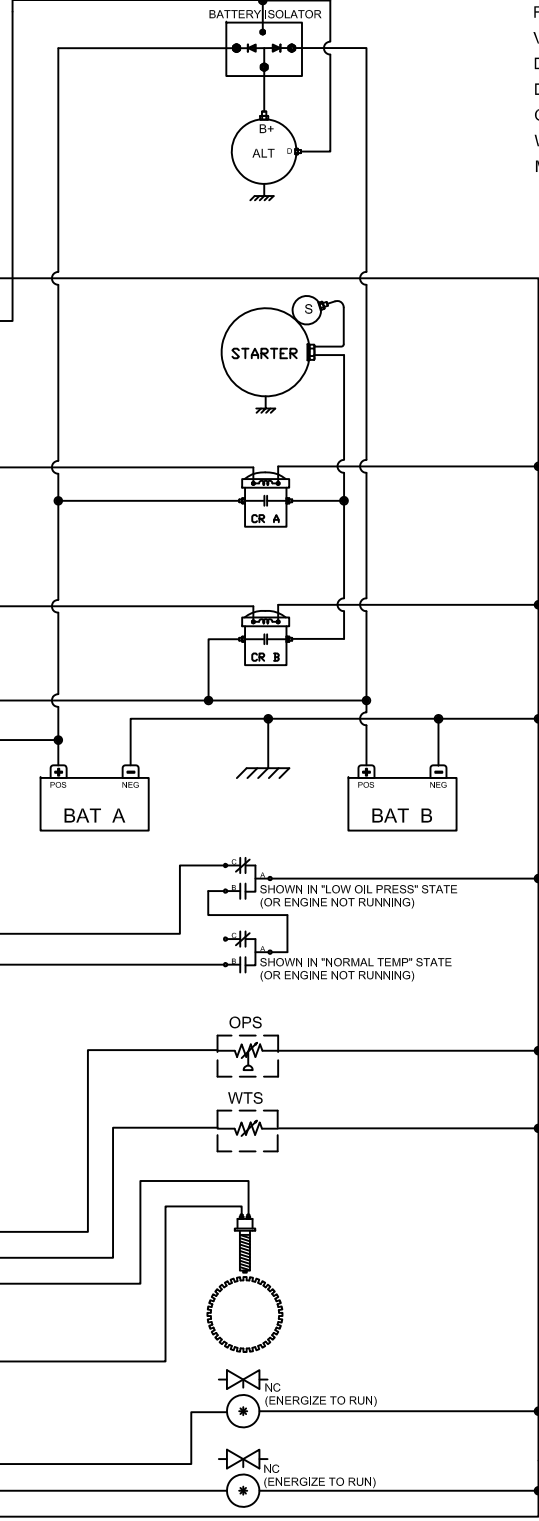 BATTERY ISOLATOR
F
V
D
D
C
V
M
B+
ALT
D
S
STARTER
CR A
CR B
POS
NEG
BAT A
POS
NEG
BAT B
C
A
B
SHOWN IN "LOW OIL PRESS" STATE
(OR ENGINE NOT RUNNING)
C
A
B
SHOWN IN "NORMAL TEMP" STATE
(OR ENGINE NOT RUNNING)
OPS
WTS
NC
(ENERGIZE TO RUN)
NC
(ENERGIZE TO RUN)